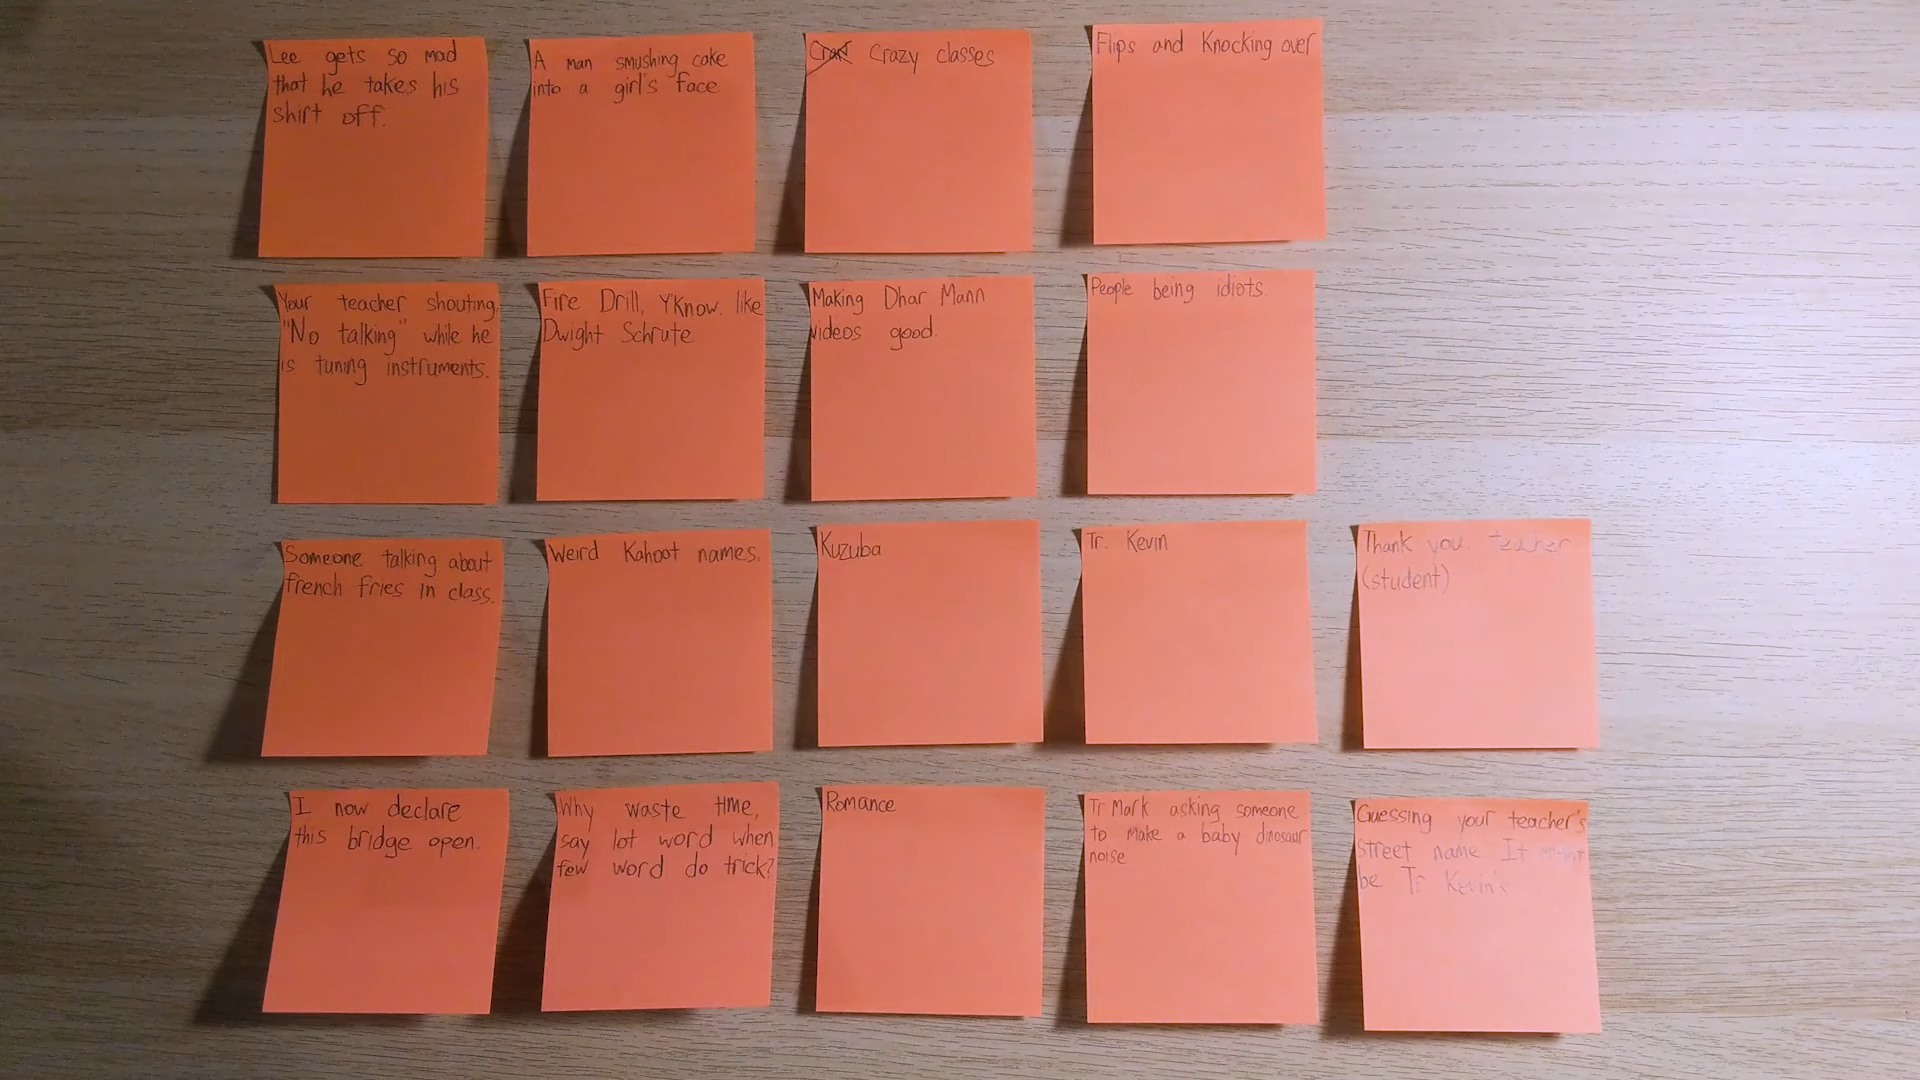 Lee gets so mad
that he takes his
shirt off.
A man smushing cake
into a girl's face
Crazy classes
Flips and Knocking over
Your teacher shouting,
"No talking" while he
is tuning instruments.
Fire Drill, YKnow. like
Dwight Schrute
Making Dhar Mann
videos good.
People being idiots.
Someone talking about
french fries in class.
Weird Kahoot names.
Kuzuba
Tr. Kevin
Thank you teacher
(student)
I now declare
this bridge open.
Why waste time,
say lot word when
few word do trick?
Romance
Tr Mark asking someone
to make a baby dinosaur
noise
Guessing your teacher's
street name. It
be Tr Kevin's